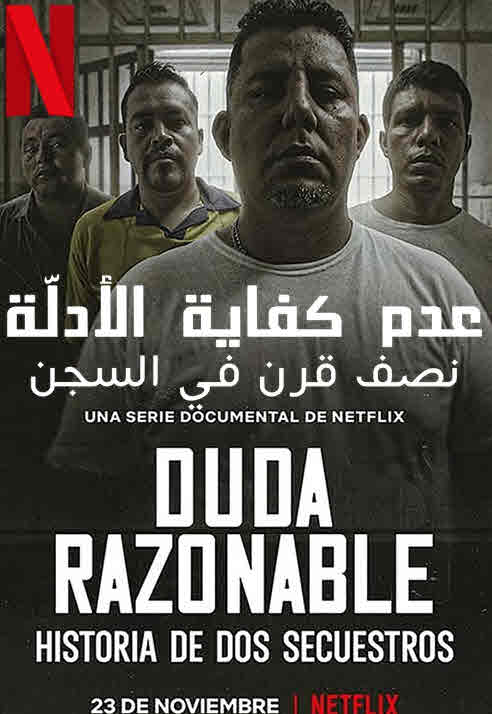 N
عدم كفاية الأدلّة
نصف قرن في السجن
UNA SERIE DOCUMENTAL DE NETFLIX
DUDA
RAZONABLE
HISTORIA DE DOS SECUESTROS
23 DE NOVIEMBRE | NETFLIX